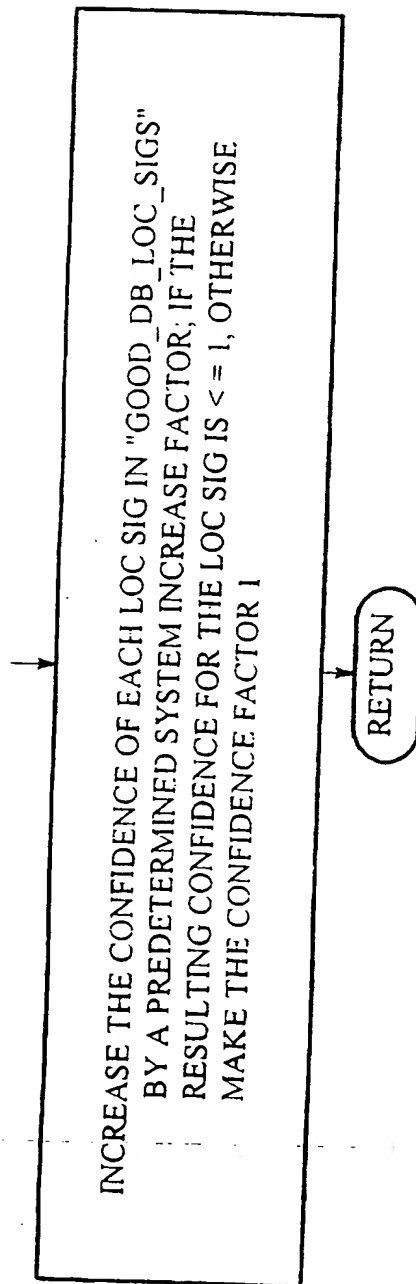 INCREASE THE CONFIDENCE OF EACH LOC SIG IN "GOOD_DB_LOC_SIGS"
BY A PREDETERMINED SYSTEM INCREASE FACTOR; IF THE
RESULTING CONFIDENCE FOR THE LOC SIG IS < = 1, OTHERWISE
MAKE THE CONFIDENCE FACTOR 1
RETURN